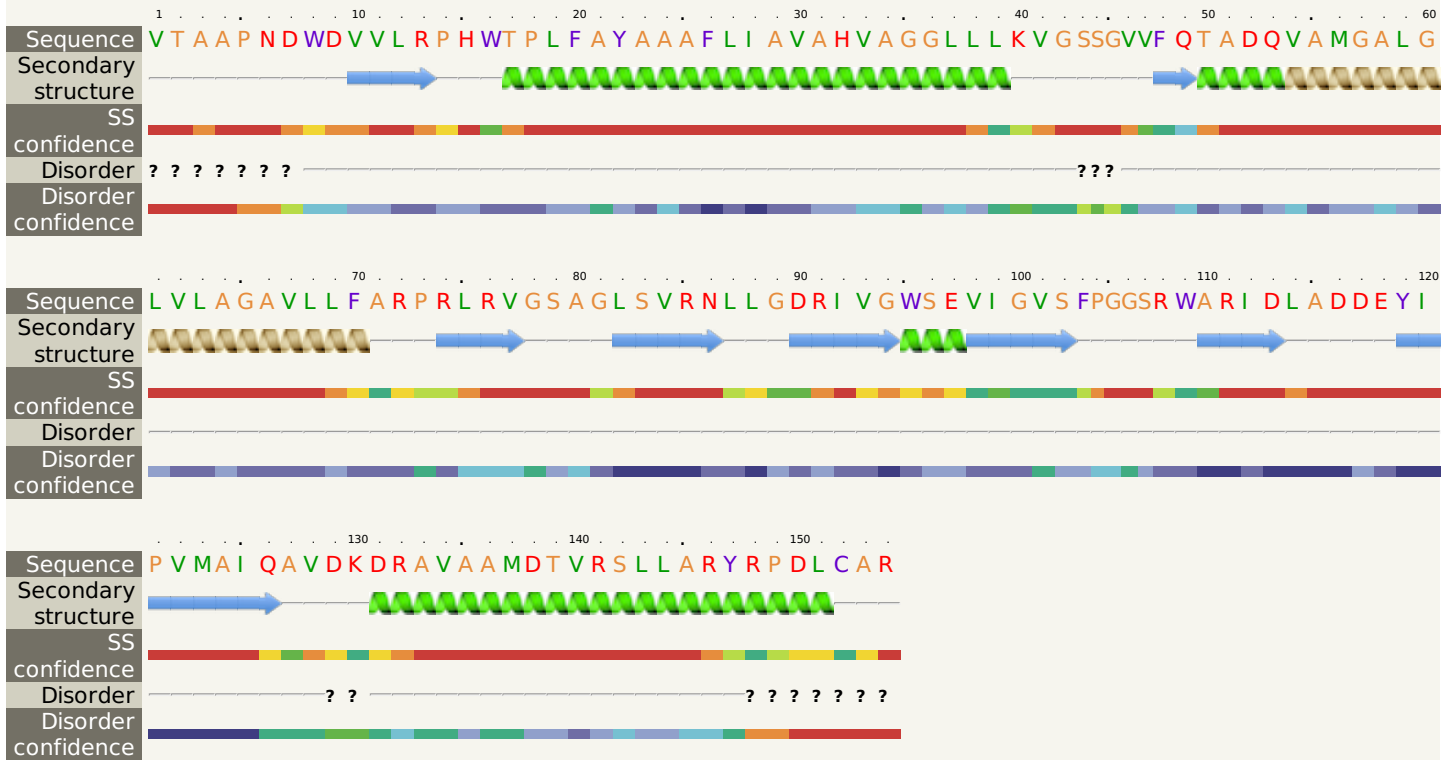 1 10 20 30 40 50 60
Sequence V T A A P N D W D V V L R P H W T P L F A Y A A A F L I A V A H V A G G L L L K V G S S G V V F Q T A D Q V A M G A L G
Secondary
structure
SS
confidence
Disorder ? ? ? ? ? ? ? ? ? ?
Disorder
confidence
70 80 90 100 110 120
Sequence L V L A G A V L L F A R P R L R V G S A G L S V R N L L G D R I V G W S E V I G V S F P G G S R W A R I D L A D D E Y I
Secondary
structure
SS
confidence
Disorder
Disorder
confidence
130 140 150
Sequence P V M A I Q A V D K D R A V A A M D T V R S L L A R Y R P D L C A R
Secondary
structure
SS
confidence
Disorder ? ? ? ? ? ? ? ? ?
Disorder
confidence